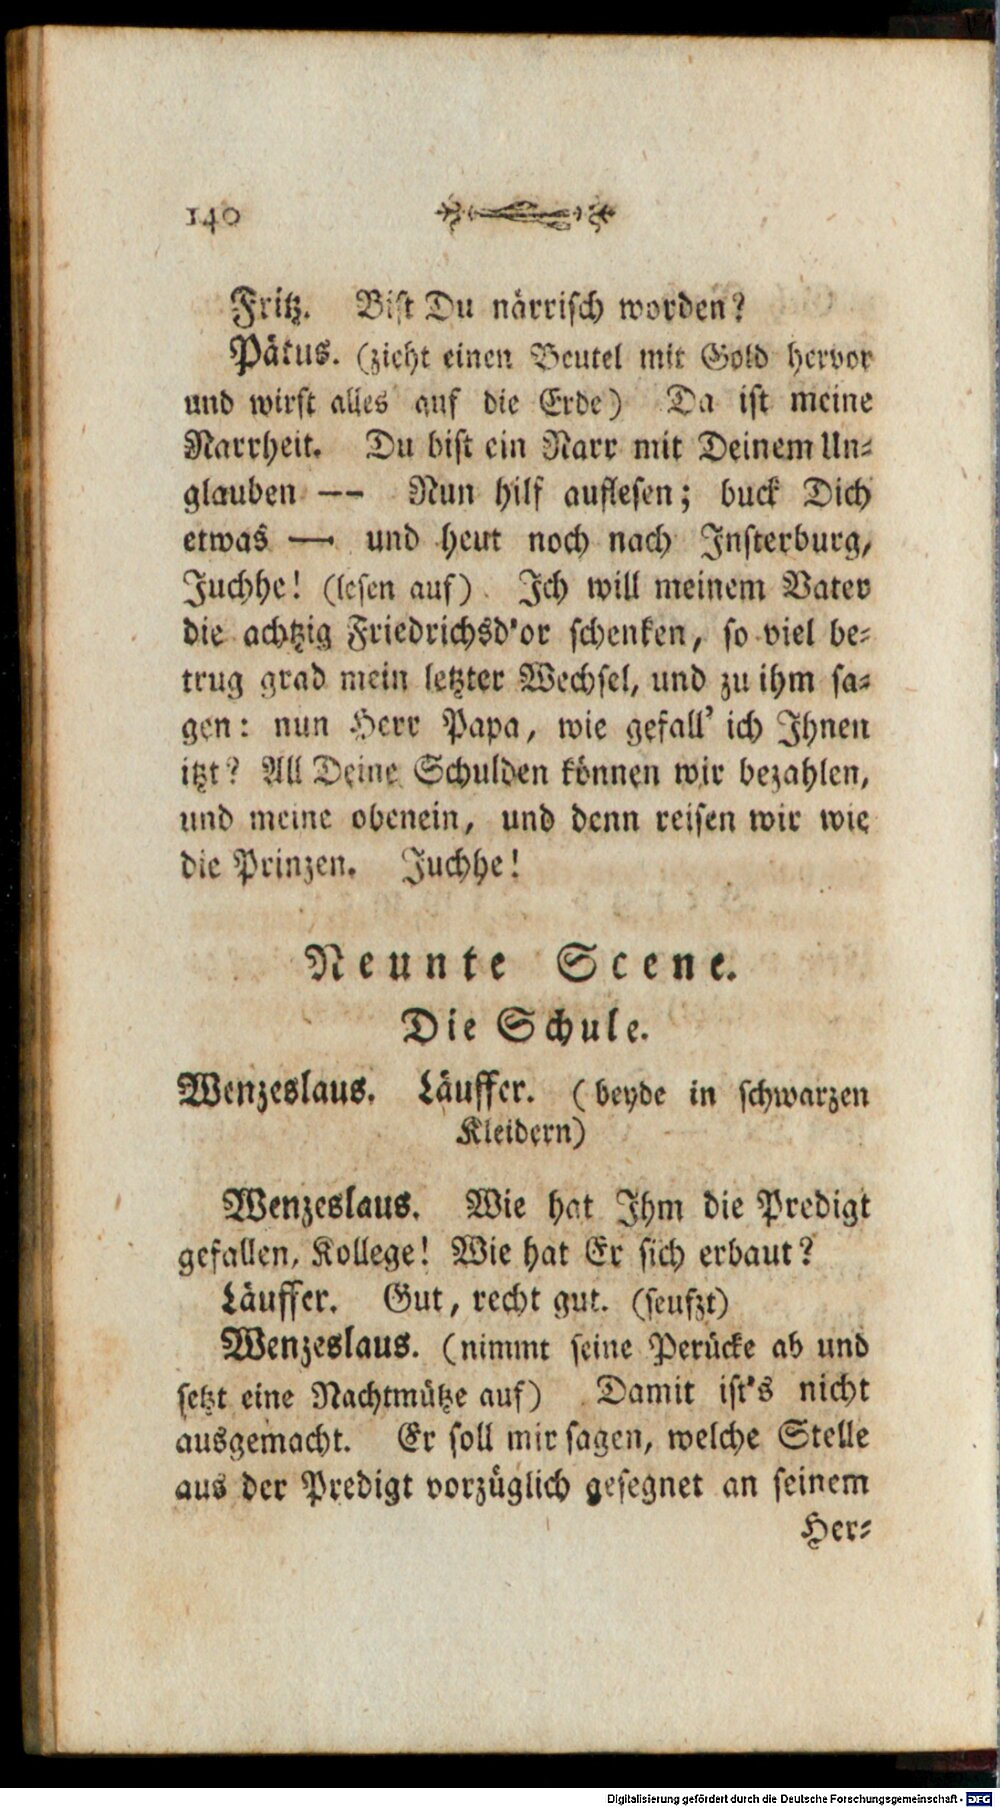 140
Fritz. Bist Du närrisch worden?
Pätus. (zieht einen Beutel mit Gold hervor
und wirft alles auf die Erde) Da ist meine
Narrheit. Du bist ein Narr mit Deinem Un-
glauben — Nun hilf auflesen; buck Dich
etwas — und heut noch nach Insterburg,
Juchhe! (lesen auf) Ich will meinem Vater
die achtzig Friedrichsd'or schenken, so viel be-
trug grad mein letzter Wechsel, und zu ihm sa-
gen: nun Herr Papa, wie gefall' ich Ihnen
itzt? All Deine Schulden können wir bezahlen,
und meine obenein, und denn reisen wir wie
die Prinzen. Juchhe!
Neunte Scene.
Die Schule.
Wenzeslaus. Läuffer. (beyde in schwarzen
Kleidern)
Wenzeslaus. Wie hat Ihm die Predigt
gefallen, Kollege! Wie hat Er sich erbaut?
Läuffer. Gut, recht gut. (seufzt)
Wenzeslaus. (nimmt seine Perücke ab und
setzt eine Nachtmütze auf) Damit ist's nicht
ausgemacht. Er soll mir sagen, welche Stelle
aus der Predigt vorzüglich gesegnet an seinem
Her-
Digitalisierung gefördert durch die Deutsche Forschungsgemeinschaft - DFG